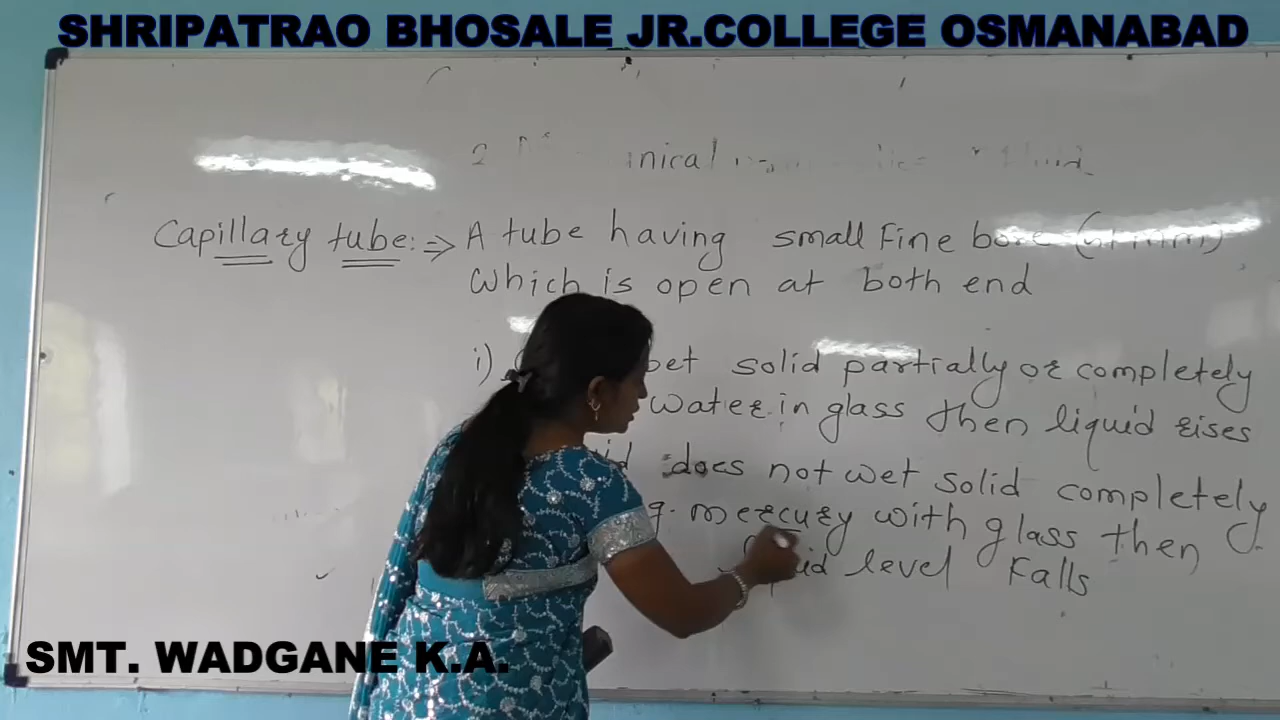 SHRIPATRAO BHOSALE JR.COLLEGE OSMANABAD
Capillary tube :⇒ A tube having small Fine bore
which is open at both end
i) wet solid partially or completely
water in glass then liquid rises
does not wet solid completely
mercury with glass then
liquid level Falls
SMT. WADGANE K.A.